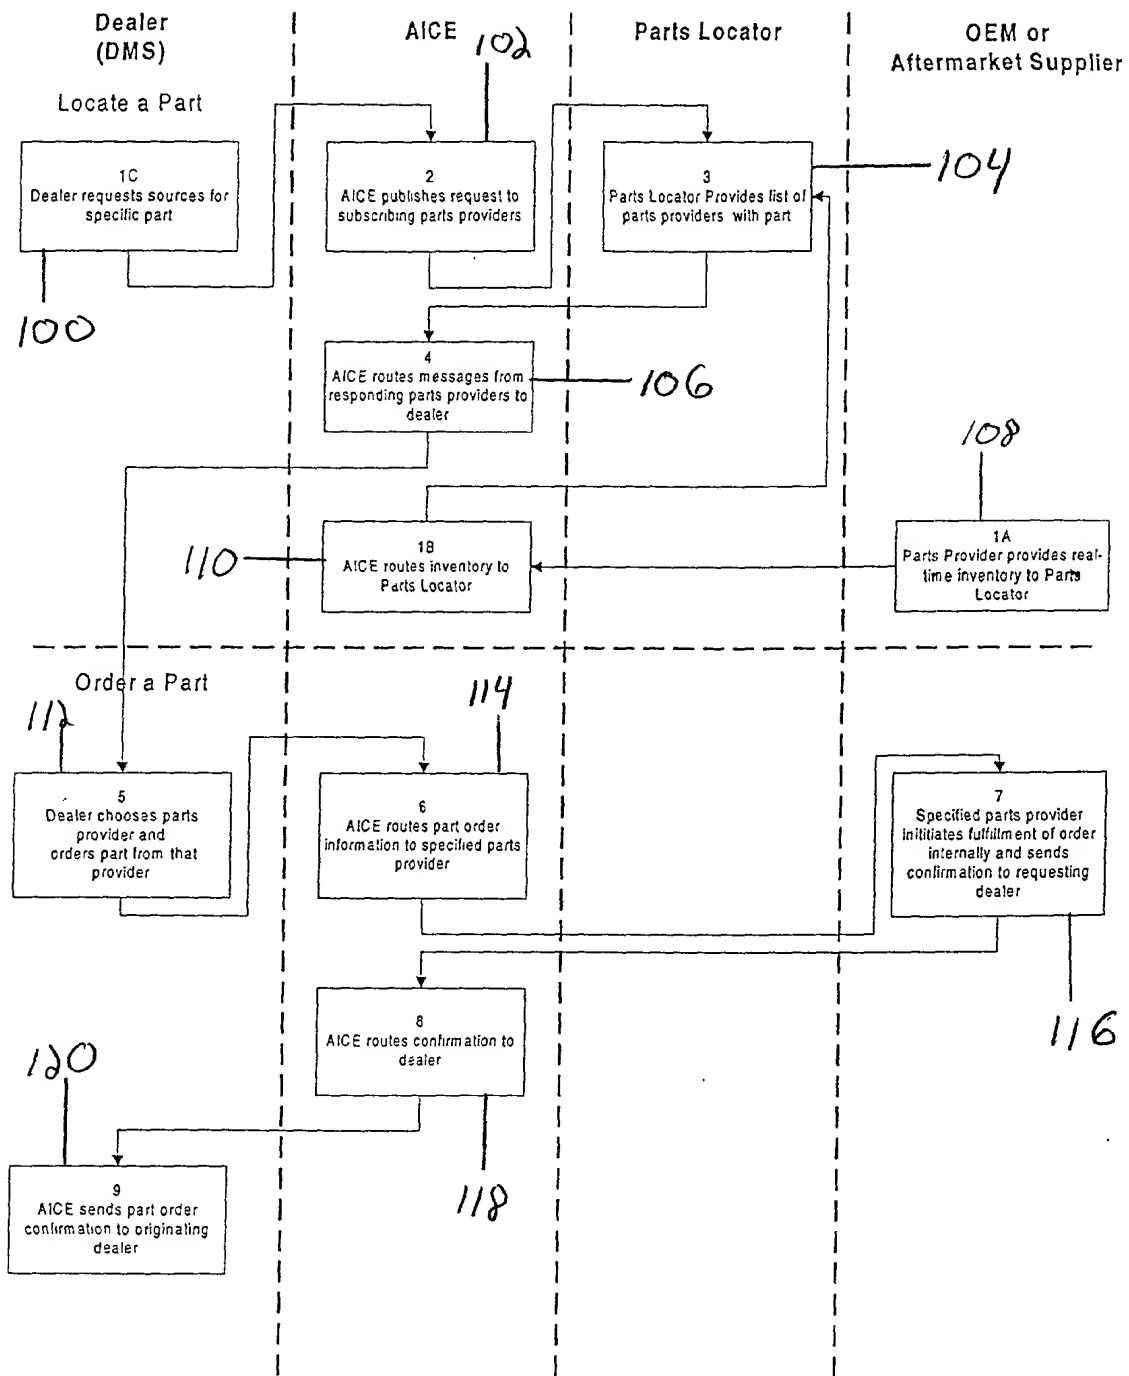 Dealer
(DMS)
AICE
Parts Locator
OEM or
Aftermarket Supplier
102
Locate a Part
1C
Dealer requests sources for
specific part
2
AICE publishes request to
subscribing parts providers
3
Parts Locator Provides list of
parts providers with part
104
100
4
AICE routes messages from
responding parts providers to
dealer
106
108
110
1B
AICE routes inventory to
Parts Locator
1A
Parts Provider provides real-
time inventory to Parts
Locator
Order a Part
112
114
5
Dealer chooses parts
provider and
orders part from that
provider
6
AICE routes part order
information to specified parts
provider
7
Specified parts provider
inititiates fulfillment of order
internally and sends
confirmation to requesting
dealer
8
AICE routes confirmation to
dealer
116
120
118
9
AICE sends part order
confirmation to originating
dealer